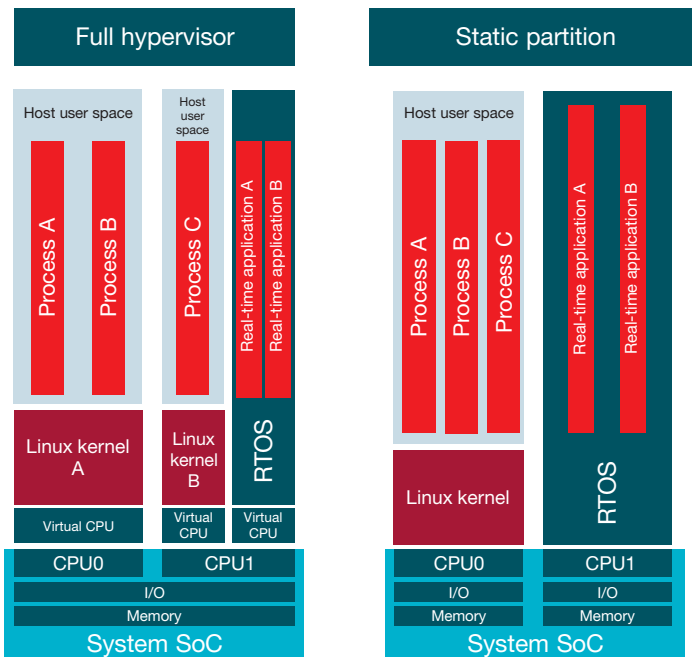 Full hypervisor
Host user space
Process A
Process B
Host
user
space
Process C
Real-time application A
Real-time application B
Linux kernel
A
Linux
kernel
B
RTOS
Virtual CPU
Virtual
CPU
Virtual
CPU
CPU0
CPU1
I/O
Memory
System SoC
Static partition
Host user space
Process A
Process B
Process C
Real-time application A
Real-time application B
Linux kernel
RTOS
CPU0
CPU1
I/O
I/O
Memory
Memory
System SoC